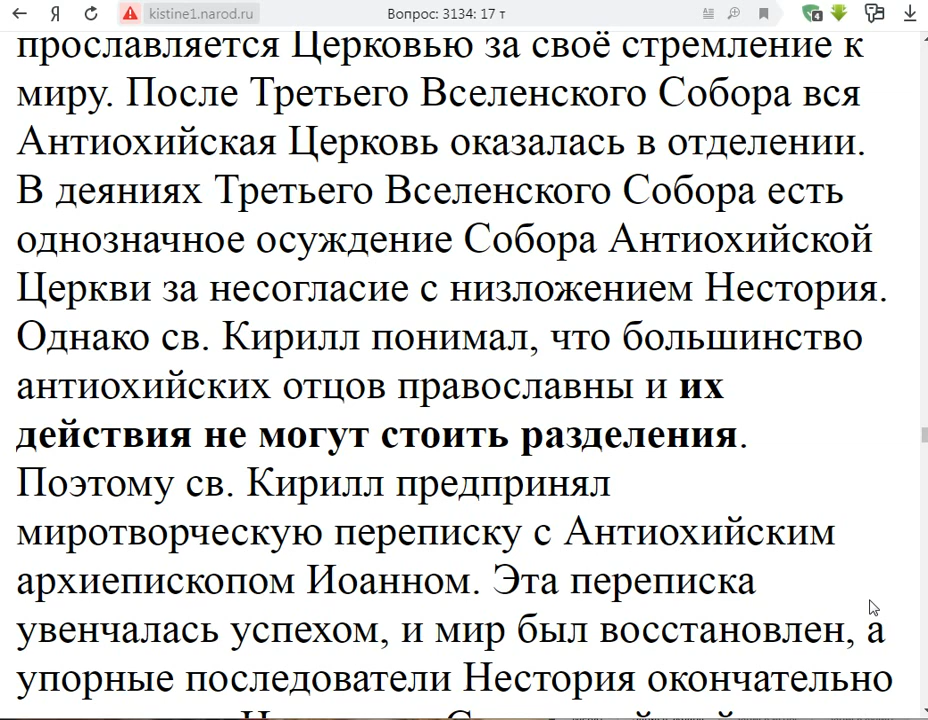 kistine1.narod.ru
Вопрос: 3134: 17 т
4
прославляется Церковью за своё стремление к
миру. После Третьего Вселенского Собора вся
Антиохийская Церковь оказалась в отделении.
В деяниях Третьего Вселенского Собора есть
однозначное осуждение Собора Антиохийской
Церкви за несогласие с низложением Нестория.
Однако св. Кирилл понимал, что большинство
антиохийских отцов православны и их
действия не могут стоить разделения.
Поэтому св. Кирилл предпринял
миротворческую переписку с Антиохийским
архиепископом Иоанном. Эта переписка
увенчалась успехом, и мир был восстановлен, а
упорные последователи Нестория окончательно